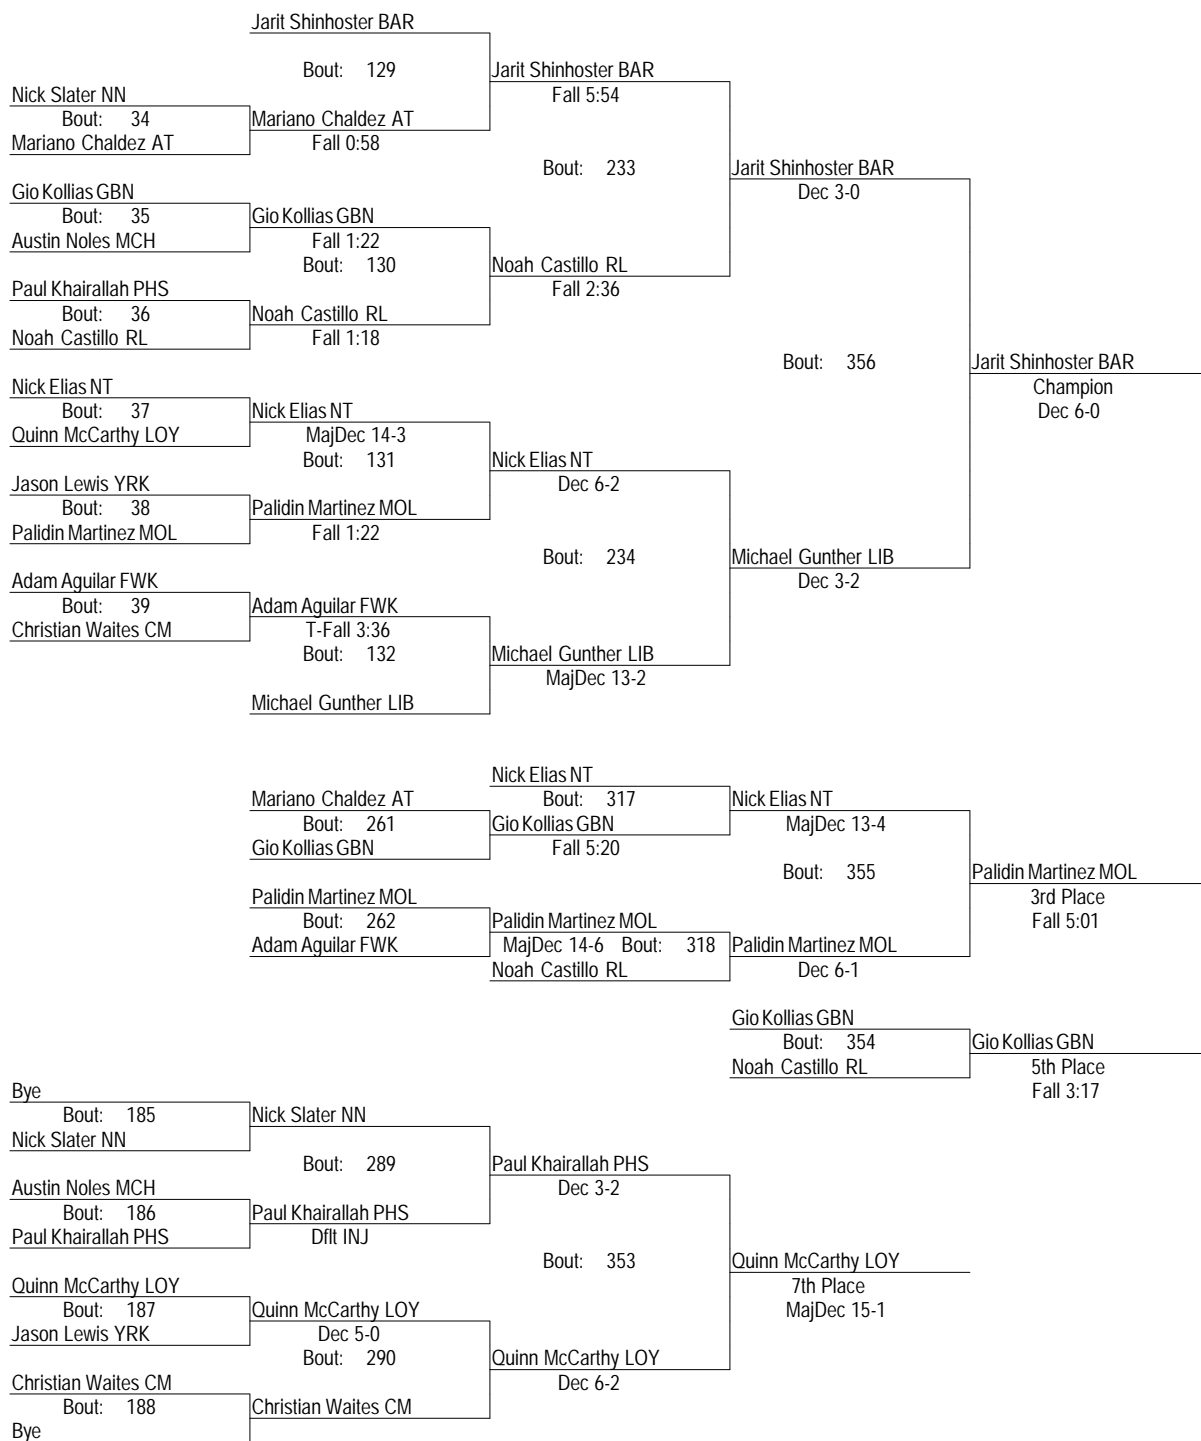 Jarit Shinhoster BAR
Bout: 129 Jarit Shinhoster BAR
Nick Slater NN Fall 5:54
Bout: 34 Mariano Chaldez AT
Mariano Chaldez AT Fall 0:58
Bout: 233 Jarit Shinhoster BAR
Gio Kollias GBN Dec 3-0
Bout: 35 Gio Kollias GBN
Austin Noles MCH Fall 1:22
Bout: 130 Noah Castillo RL
Paul Khairallah PHS Fall 2:36
Bout: 36 Noah Castillo RL
Noah Castillo RL Fall 1:18
Bout: 356 Jarit Shinhoster BAR
Nick Elias NT Champion
Bout: 37 Nick Elias NT Dec 6-0
Quinn McCarthy LOY MajDec 14-3
Bout: 131 Nick Elias NT
Jason Lewis YRK Dec 6-2
Bout: 38 Palidin Martinez MOL
Palidin Martinez MOL Fall 1:22
Bout: 234 Michael Gunther LIB
Adam Aguilar FWK Dec 3-2
Bout: 39 Adam Aguilar FWK
Christian Waites CM T-Fall 3:36
Bout: 132 Michael Gunther LIB
MajDec 13-2
Michael Gunther LIB
Nick Elias NT
Mariano Chaldez AT Bout: 317 Nick Elias NT
Bout: 261 Gio Kollias GBN MajDec 13-4
Gio Kollias GBN Fall 5:20
Bout: 355 Palidin Martinez MOL
Palidin Martinez MOL 3rd Place
Bout: 262 Palidin Martinez MOL Fall 5:01
Adam Aguilar FWK MajDec 14-6 Bout: 318 Palidin Martinez MOL
Noah Castillo RL Dec 6-1
Gio Kollias GBN
Bout: 354 Gio Kollias GBN
Noah Castillo RL 5th Place
Bye Fall 3:17
Bout: 185 Nick Slater NN
Nick Slater NN
Bout: 289 Paul Khairallah PHS
Austin Noles MCH Dec 3-2
Bout: 186 Paul Khairallah PHS
Paul Khairallah PHS Dflt INJ
Bout: 353 Quinn McCarthy LOY
Quinn McCarthy LOY 7th Place
Bout: 187 Quinn McCarthy LOY MajDec 15-1
Jason Lewis YRK Dec 5-0
Bout: 290 Quinn McCarthy LOY
Christian Waites CM Dec 6-2
Bout: 188 Christian Waites CM
Bye